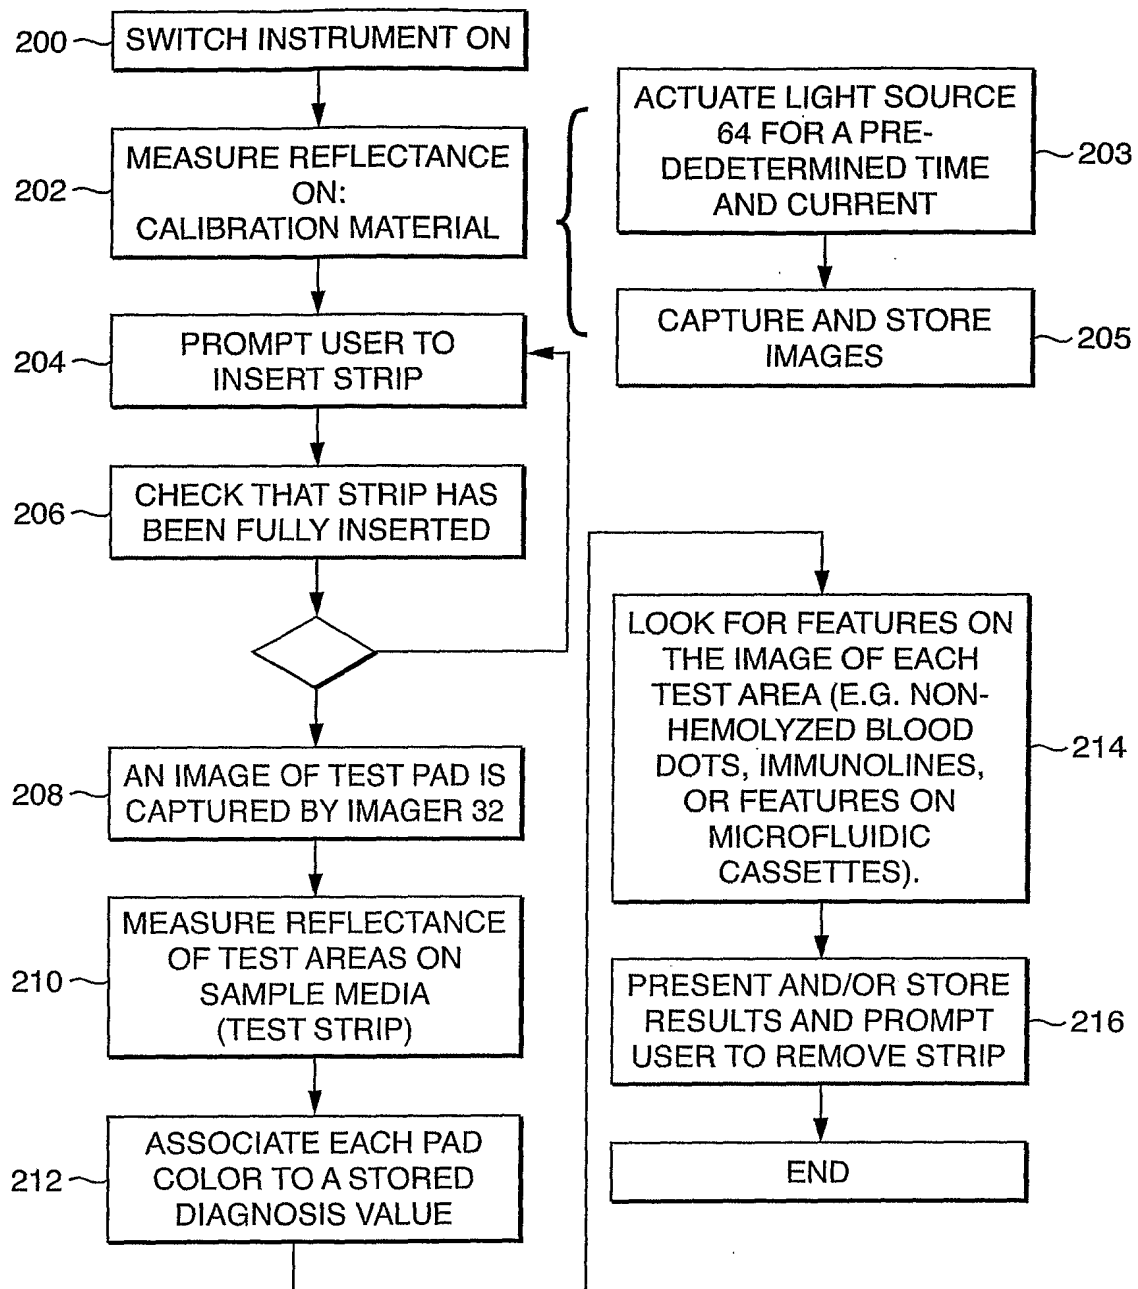 200
SWITCH INSTRUMENT ON
202
MEASURE REFLECTANCE
ON:
CALIBRATION MATERIAL
ACTUATE LIGHT SOURCE
64 FOR A PRE-
DEDETERMINED TIME
AND CURRENT
203
CAPTURE AND STORE
IMAGES
205
204
PROMPT USER TO
INSERT STRIP
206
CHECK THAT STRIP HAS
BEEN FULLY INSERTED
208
AN IMAGE OF TEST PAD IS
CAPTURED BY IMAGER 32
210
MEASURE REFLECTANCE
OF TEST AREAS ON
SAMPLE MEDIA
(TEST STRIP)
212
ASSOCIATE EACH PAD
COLOR TO A STORED
DIAGNOSIS VALUE
LOOK FOR FEATURES ON
THE IMAGE OF EACH
TEST AREA (E.G. NON-
HEMOLYZED BLOOD
DOTS, IMMUNOLINES,
OR FEATURES ON
MICROFLUIDIC
CASSETTES).
214
PRESENT AND/OR STORE
RESULTS AND PROMPT
USER TO REMOVE STRIP
216
END